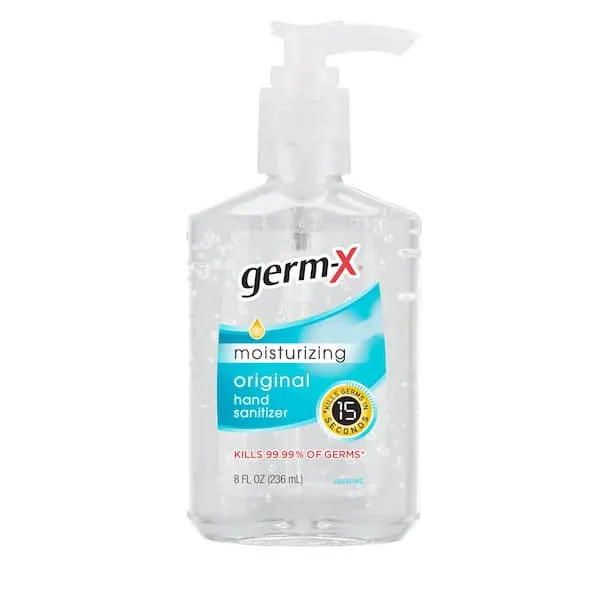 germ-X®
moisturizing
original
hand
sanitizer
*KILLS GERMS IN
15
SECONDS
KILLS 99.99% OF GERMS*
8 FL OZ (236 mL)